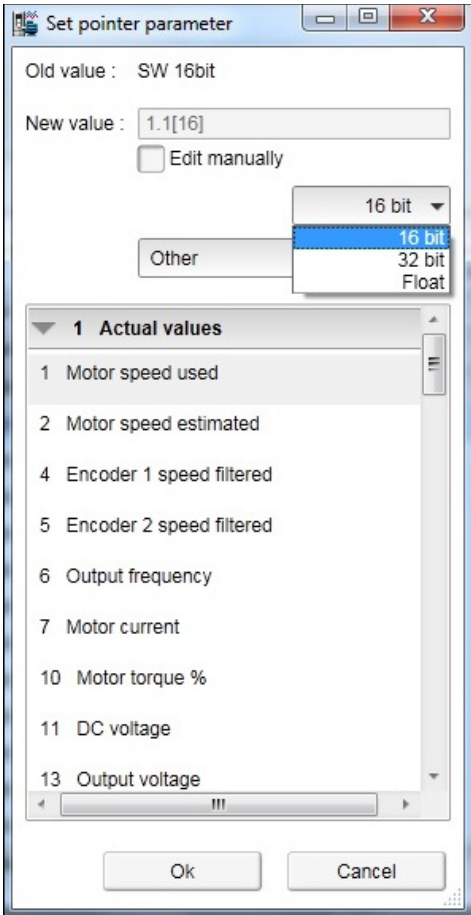 Set pointer parameter
Old value : SW 16bit
New value : 1.1[16]
Edit manually
16 bit
16 bit
32 bit
Float
Other
1 Actual values
1 Motor speed used
2 Motor speed estimated
4 Encoder 1 speed filtered
5 Encoder 2 speed filtered
6 Output frequency
7 Motor current
10 Motor torque %
11 DC voltage
13 Output voltage
Ok Cancel